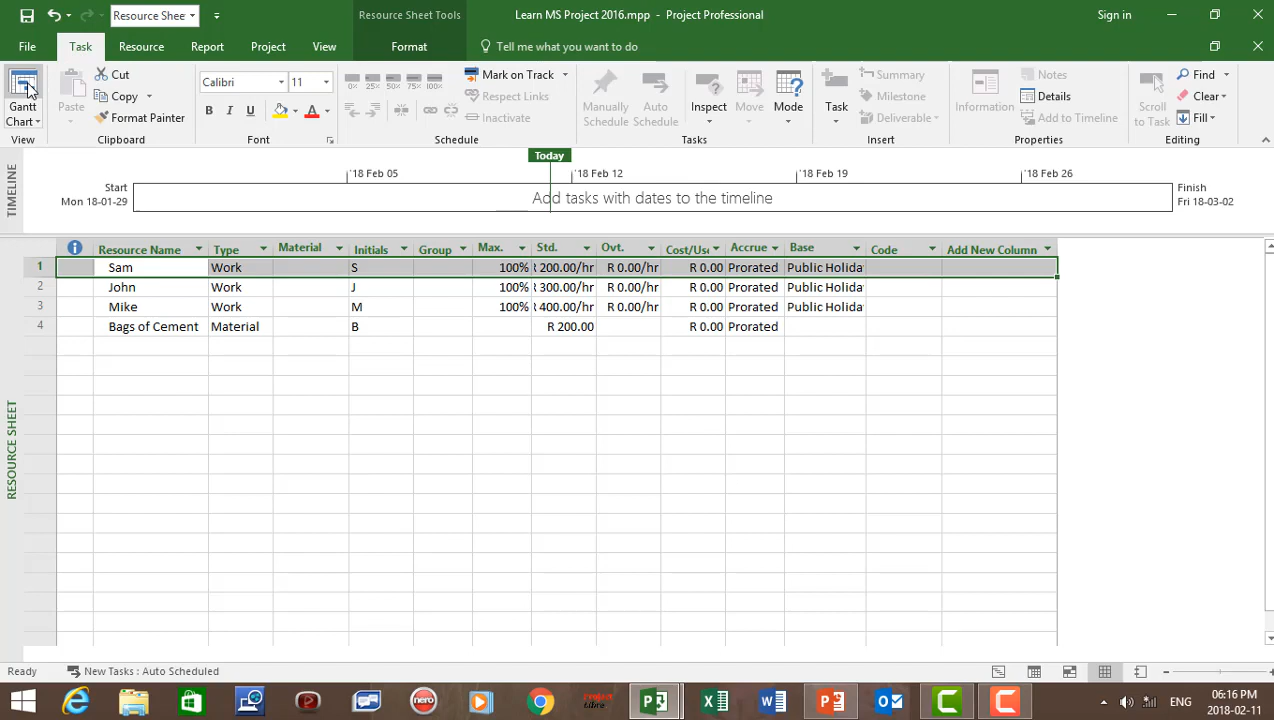 Resource Shee
Resource Sheet Tools
Learn MS Project 2016.mpp - Project Professional
Sign in
File Task Resource Report Project View Format Tell me what you want to do
Gantt Chart
View
Paste
Cut
Copy
Format Painter
Clipboard
Calibri 11
B I U A
Font
Mark on Track
Respect Links
Inactivate
Schedule
Manually Schedule
Auto Schedule
Inspect
Move
Mode
Tasks
Task
Summary
Milestone
Deliverable
Insert
Information
Notes
Details
Add to Timeline
Properties
Scroll to Task
Find
Clear
Fill
Editing
TIMELINE
Today
'18 Feb 05 '18 Feb 12 '18 Feb 19 '18 Feb 26
Start
Mon 18-01-29
Add tasks with dates to the timeline
Finish
Fri 18-03-02
RESOURCE SHEET
Resource Name Type Material Initials Group Max. Std. Ovt. Cost/Use Accrue Base Code Add New Column
1 Sam Work S 100% R 200.00/hr R 0.00/hr R 0.00 Prorated Public Holida
2 John Work J 100% R 300.00/hr R 0.00/hr R 0.00 Prorated Public Holida
3 Mike Work M 100% R 400.00/hr R 0.00/hr R 0.00 Prorated Public Holida
4 Bags of Cement Material B R 200.00 R 0.00 Prorated
Ready New Tasks : Auto Scheduled
nero
ENG
06:16 PM
2018-02-11